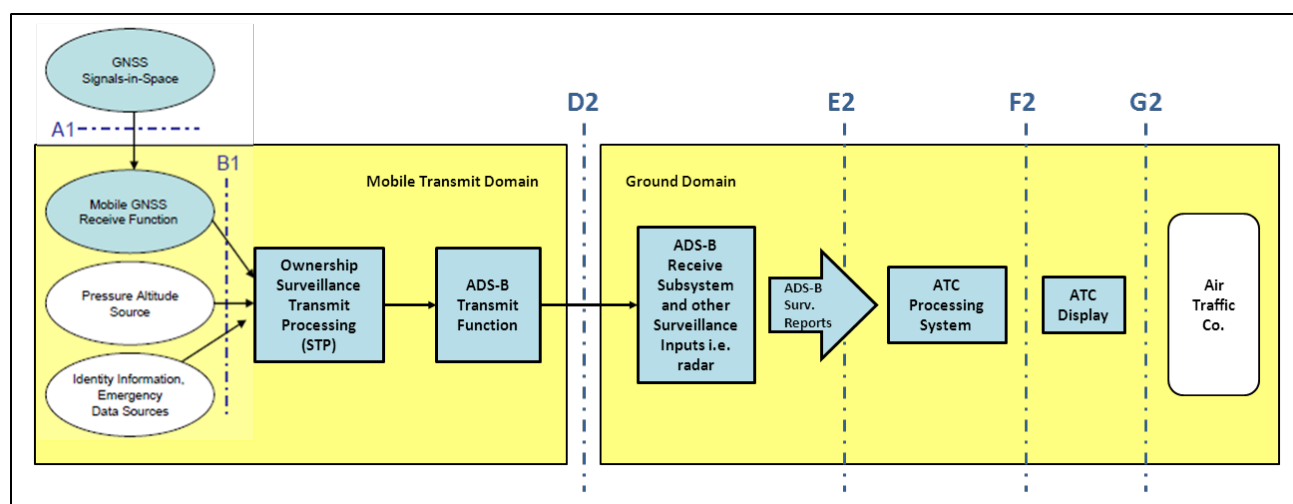 GNSS
Signals-in-Space
A1
D2
E2
F2
G2
B1
Mobile Transmit Domain
Ground Domain
Mobile GNSS
Receive Function
Pressure Altitude
Source
Identity Information,
Emergency
Data Sources
Ownership
Surveillance
Transmit
Processing
(STP)
ADS-B
Transmit
Function
ADS-B
Receive
Subsystem
and other
Surveillance
Inputs i.e.
radar
ADS-B
Surv.
Reports
ATC
Processing
System
ATC
Display
Air
Traffic
Co.